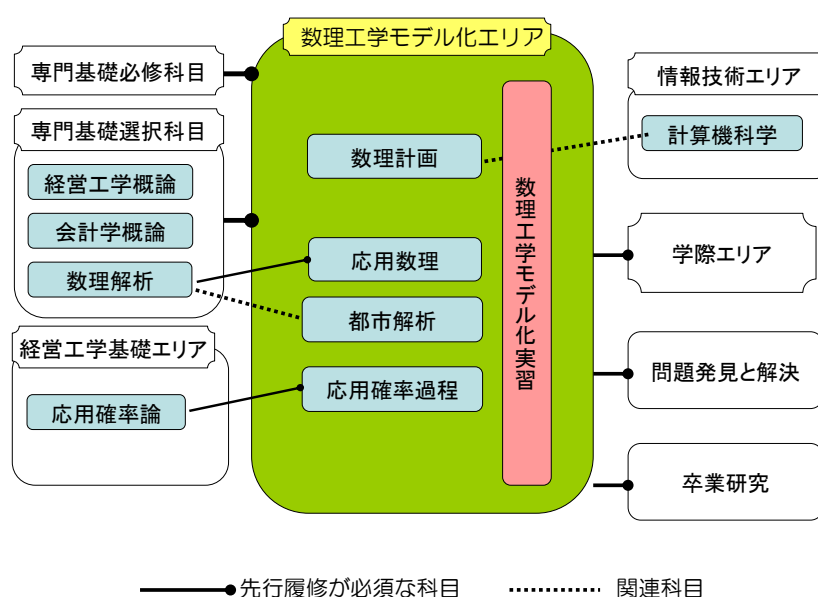 数理工学モデル化エリア
専門基礎必修科目
専門基礎選択科目
経営工学概論
会計学概論
数理解析
経営工学基礎エリア
応用確率論
数理計画
応用数理
都市解析
応用確率過程
数理工学モデル化実習
情報技術エリア
計算機科学
学際エリア
問題発見と解決
卒業研究
先行履修が必須な科目
関連科目